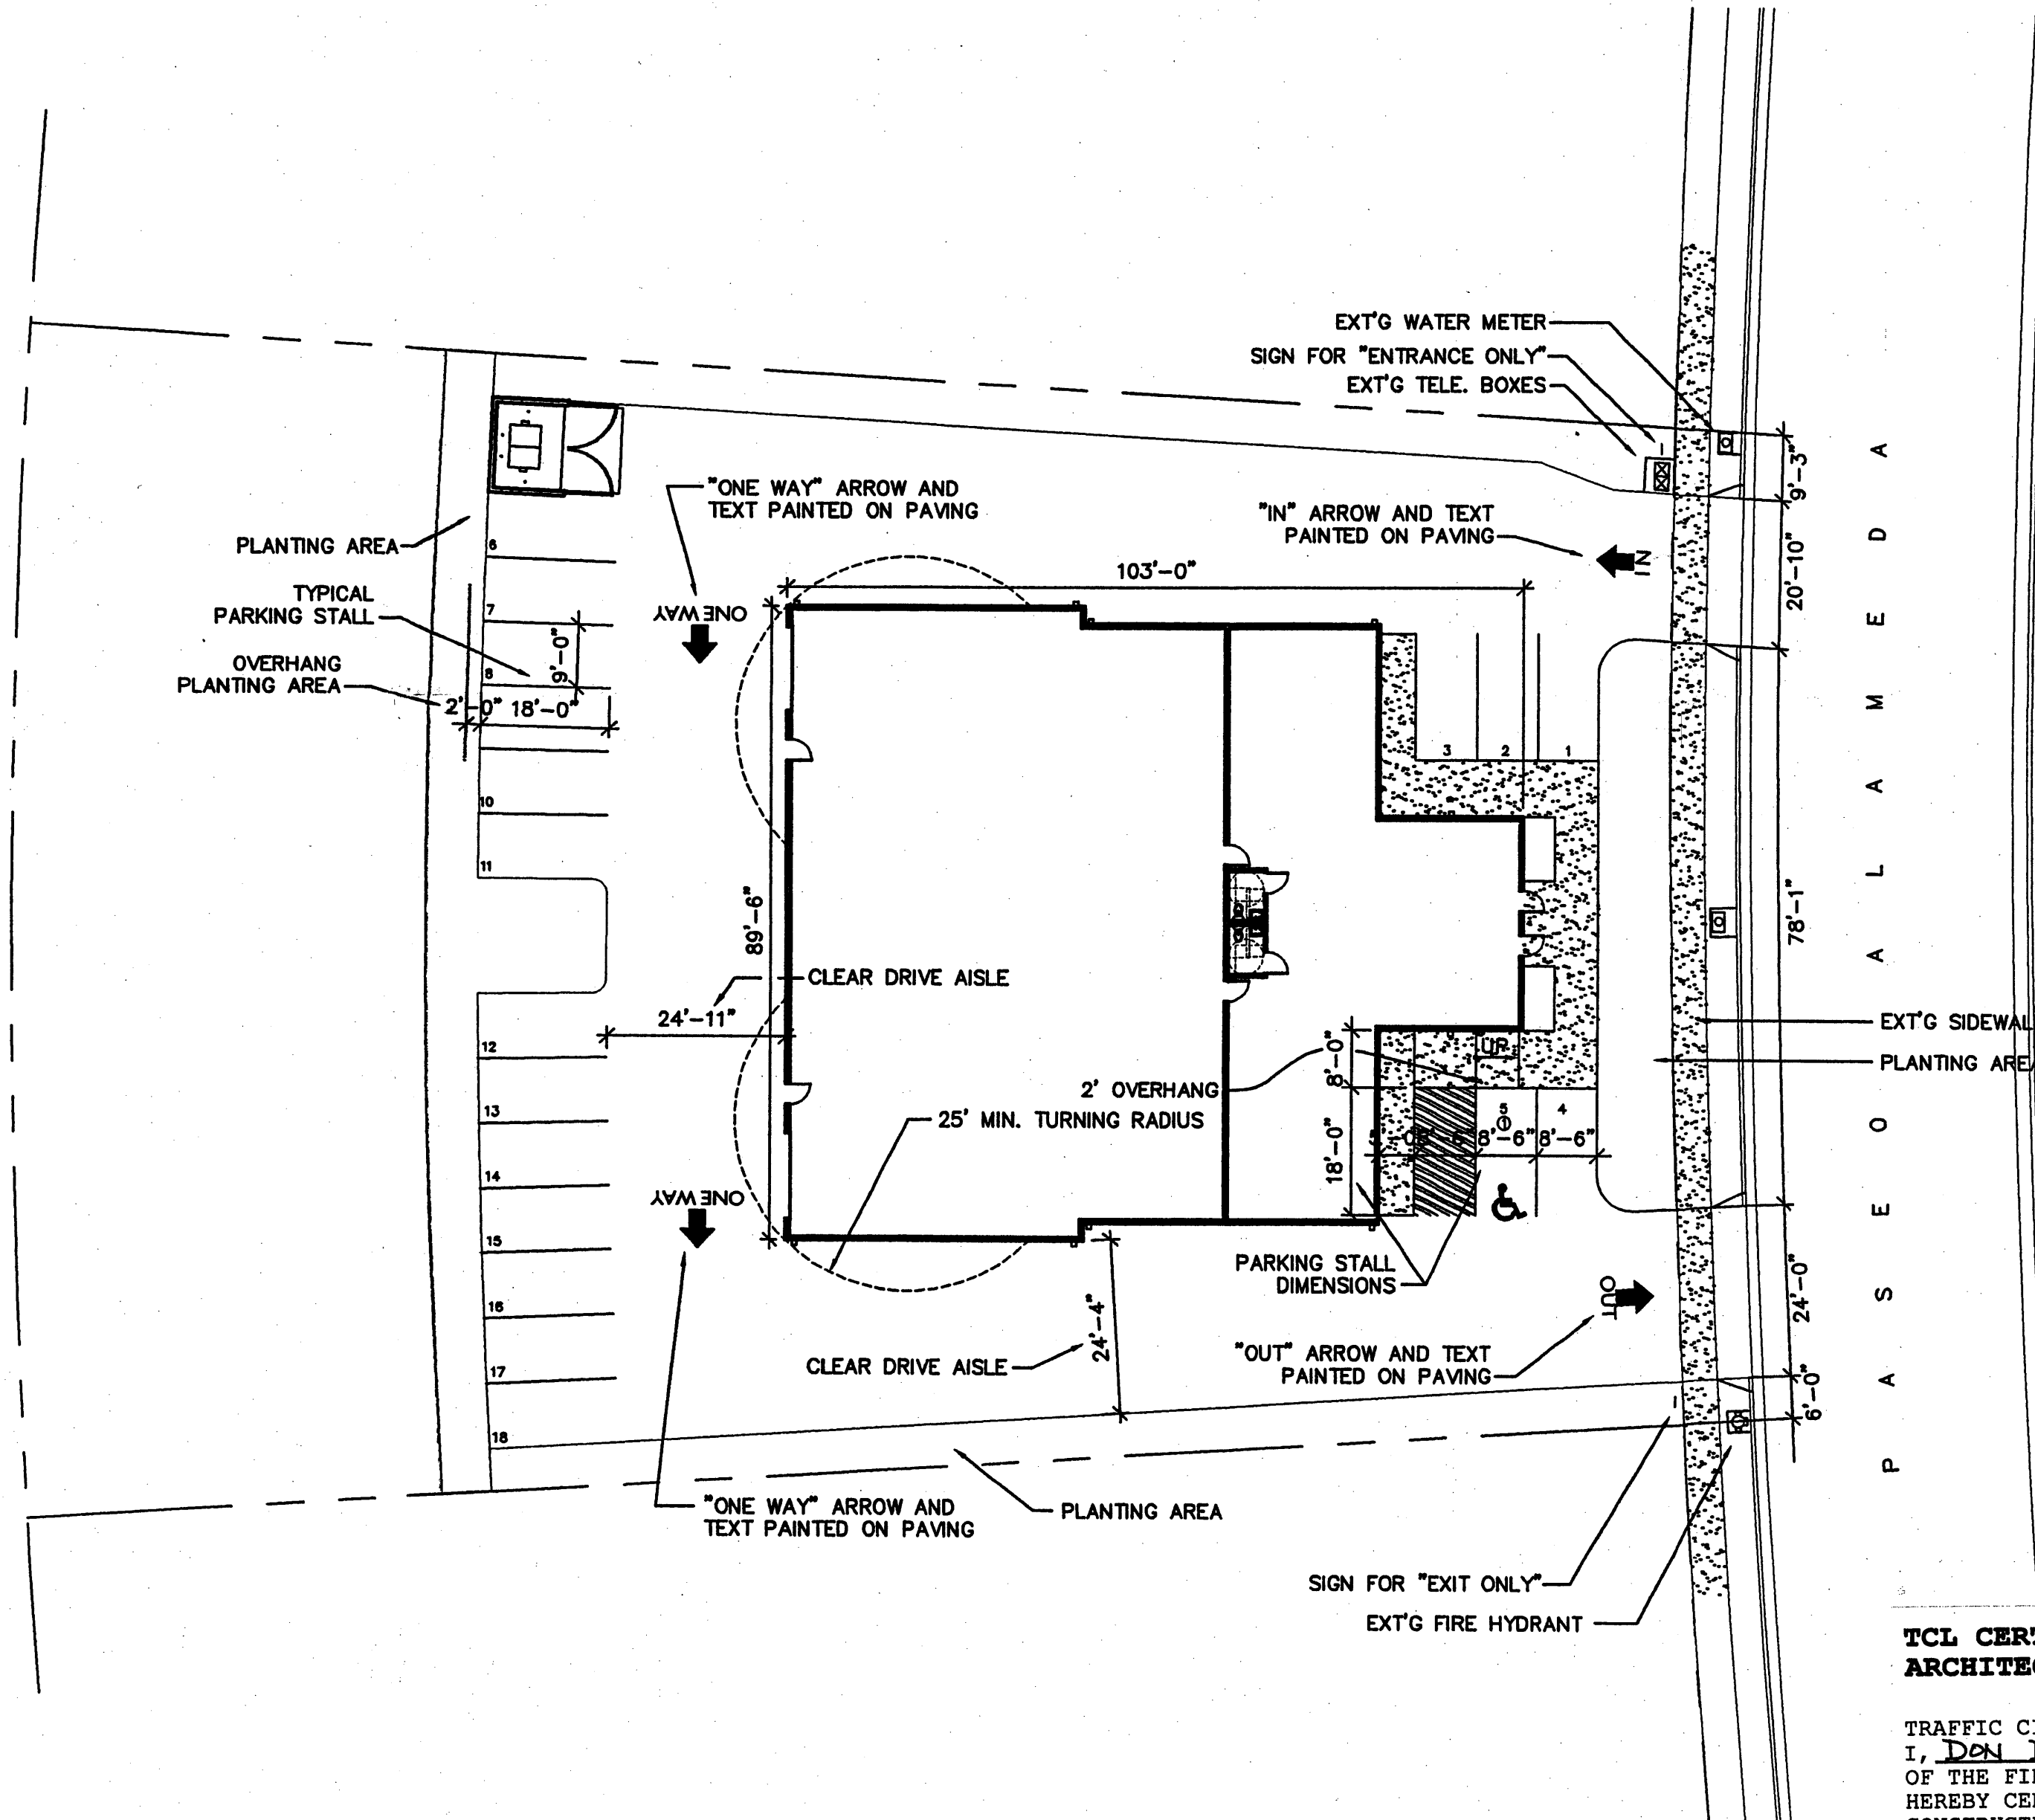 EXT'G WATER METER
SIGN FOR "ENTRANCE ONLY"
EXT'G TELE. BOXES
"ONE WAY" ARROW AND
TEXT PAINTED ON PAVING
"IN" ARROW AND TEXT
PAINTED ON PAVING
IN
9'-3"
20'-10"
78'-1"
24'-0"
6'-0"
PASEO ALAMEDA
PLANTING AREA
TYPICAL
PARKING STALL
OVERHANG
PLANTING AREA
6
7
8
9'-0"
2'-0" 18'-0"
10
11
12
13
14
15
16
17
18
ONE WAY
103'-0"
89'-6"
3 2 1
CLEAR DRIVE AISLE
24'-11"
2' OVERHANG
25' MIN. TURNING RADIUS
8'-0"
18'-0"
UP
5 4
8'-6" 8'-6"
EXT'G SIDEWAL
PLANTING ARE
ONE WAY
PARKING STALL
DIMENSIONS
OUT
24'-4"
CLEAR DRIVE AISLE
"OUT" ARROW AND TEXT
PAINTED ON PAVING
"ONE WAY" ARROW AND
TEXT PAINTED ON PAVING
PLANTING AREA
SIGN FOR "EXIT ONLY"
EXT'G FIRE HYDRANT
TCL CER
ARCHITE
TRAFFIC C
I, DON
OF THE FI
HEREBY CE